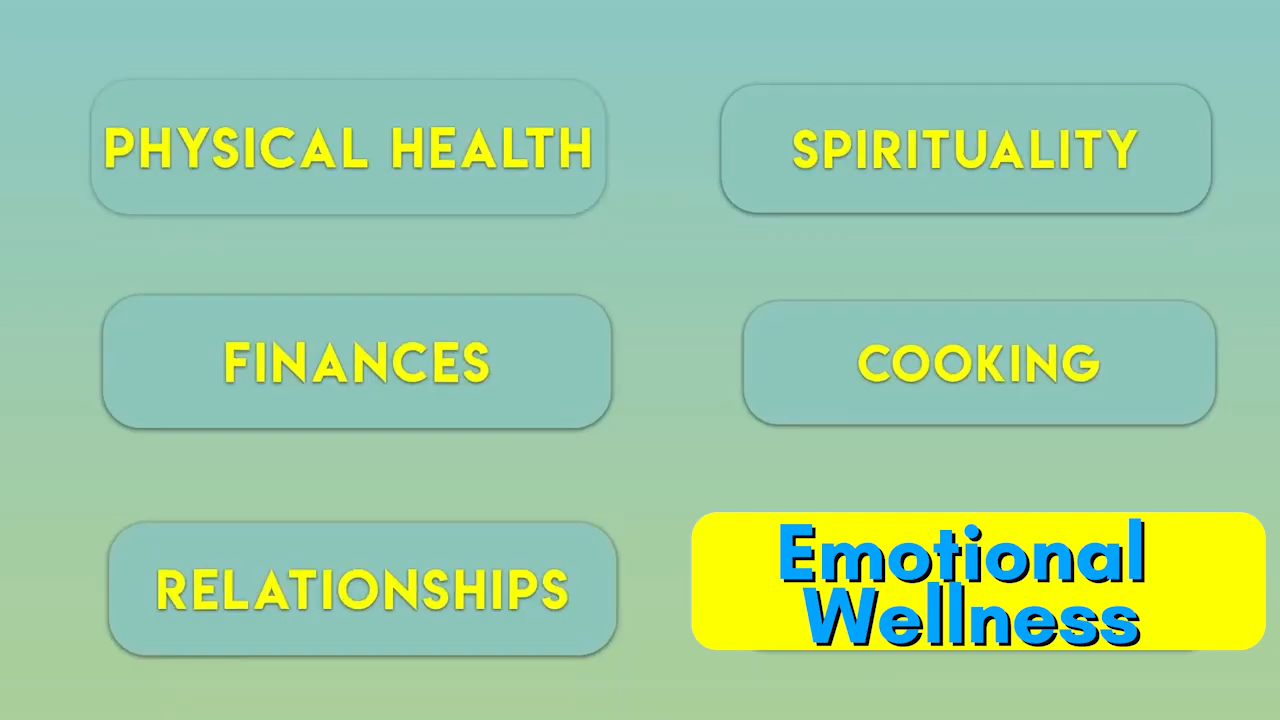 PHYSICAL HEALTH
SPIRITUALITY
FINANCES
COOKING
RELATIONSHIPS
Emotional
Wellness